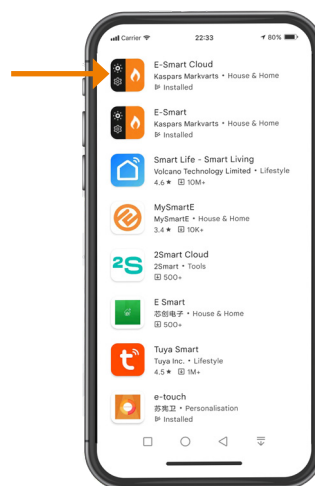 Carrier 22:33 80%
E-Smart Cloud
Kaspars Markvarts • House & Home
Installed
E-Smart
Kaspars Markvarts • House & Home
Installed
Smart Life - Smart Living
Volcano Technology Limited • Lifestyle
4.6 ★ 10M+
MySmartE
MySmartE • House & Home
3.4 ★ 10K+
2S
2Smart Cloud
2Smart • Tools
500+
E Smart
芯创电子 • House & Home
500+
t
Tuya Smart
Tuya Inc. • Lifestyle
4.5 ★ 1M+
e-touch
苏宪卫 • Personalisation
Installed